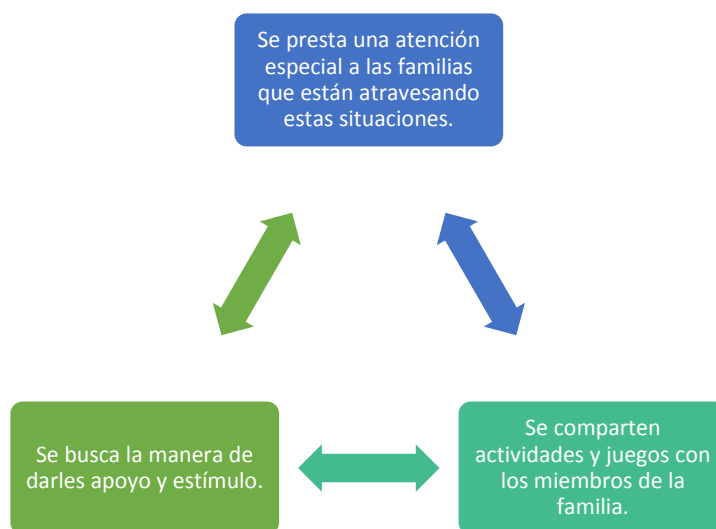 Se presta una atención
especial a las familias
que están atravesando
estas situaciones.
Se busca la manera de
darles apoyo y estímulo.
Se comparten
actividades y juegos con
los miembros de la
familia.